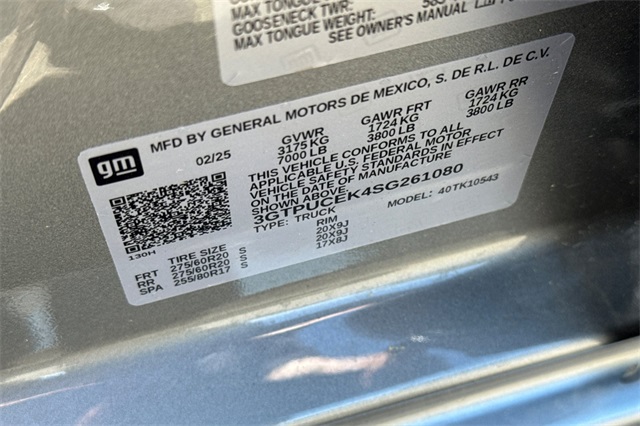 MAX TONGUE
GOOSENECK TWR:
MAX TONGUE WEIGHT:
SEE OWNER'S MANUAL
gm
MFD BY GENERAL MOTORS DE MEXICO, S. DE R.L. DE C.V.
02/25 GVWR GAWR FRT GAWR RR
3175 KG 1724 KG 1724 KG
7000 LB 3800 LB 3800 LB
THIS VEHICLE CONFORMS TO ALL
APPLICABLE U.S. FEDERAL MOTOR
VEHICLE SAFETY STANDARDS IN EFFECT
ON THE DATE OF MANUFACTURE
SHOWN ABOVE.
3GTPUCEK4SG261080
TYPE: TRUCK MODEL: 40TK10543
130H
TIRE SIZE RIM
FRT 275/60R20 S 20X9J
RR 275/60R20 S 20X9J
SPA 255/80R17 S 17X8J